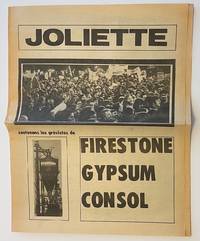 JOLIETTE
soutenons les grévistes de
FIRESTONE
GYPSUM
CONSOL